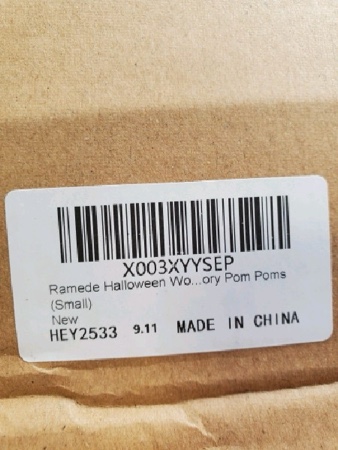 X003XYYSEP
Ramede Halloween Wo...ory Pom Poms
(Small)
New
HEY2533 9.11 MADE IN CHINA